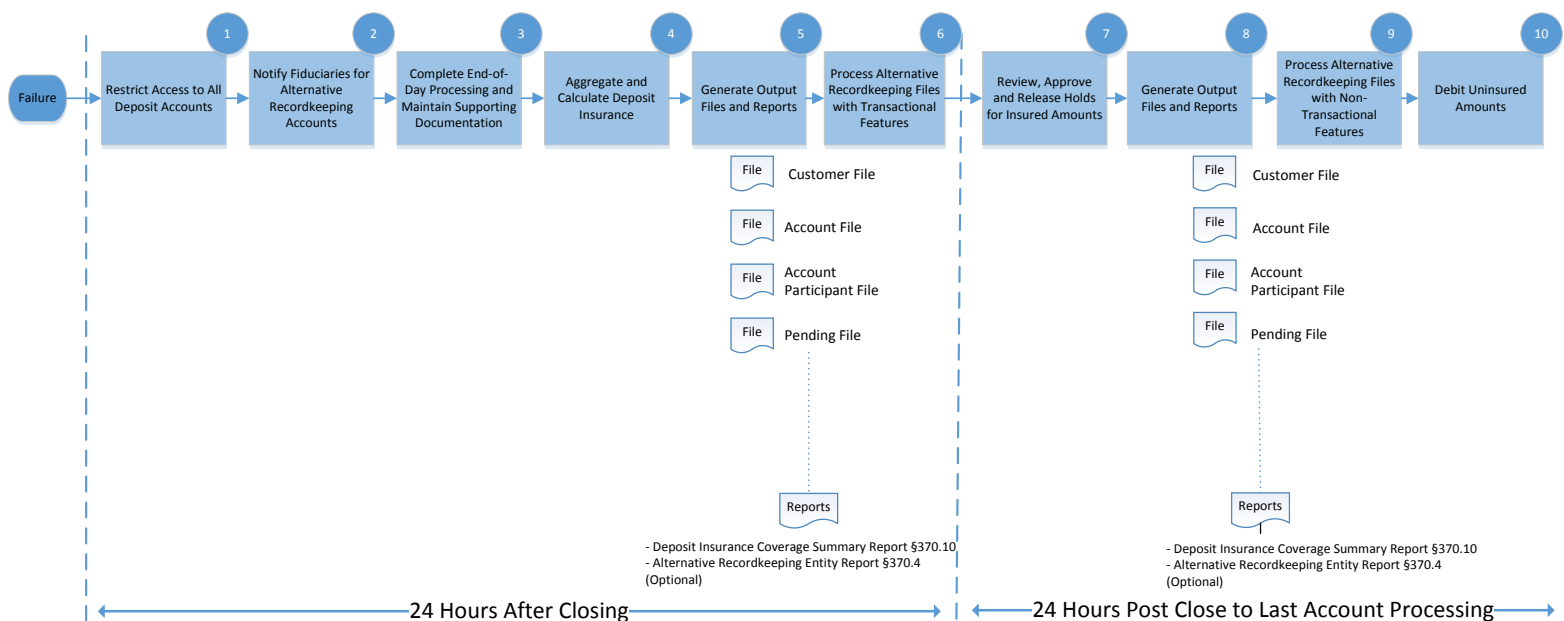 1
2
3
4
5
6
7
8
9
10
Failure
Restrict Access to All
Deposit Accounts
Notify Fiduciaries for
Alternative
Recordkeeping
Accounts
Complete End-of-
Day Processing and
Maintain Supporting
Documentation
Aggregate and
Calculate Deposit
Insurance
Generate Output
Files and Reports
Process Alternative
Recordkeeping Files
with Transactional
Features
Review, Approve
and Release Holds
for Insured Amounts
Generate Output
Files and Reports
Process Alternative
Recordkeeping Files
with Non-
Transactional
Features
Debit Uninsured
Amounts
File
Customer File
File
Account File
File
Account
Participant File
File
Pending File
Reports
- Deposit Insurance Coverage Summary Report §370.10
- Alternative Recordkeeping Entity Report §370.4
(Optional)
File
Customer File
File
Account File
File
Account
Participant File
File
Pending File
Reports
- Deposit Insurance Coverage Summary Report §370.10
- Alternative Recordkeeping Entity Report §370.4
(Optional)
24 Hours After Closing
24 Hours Post Close to Last Account Processing